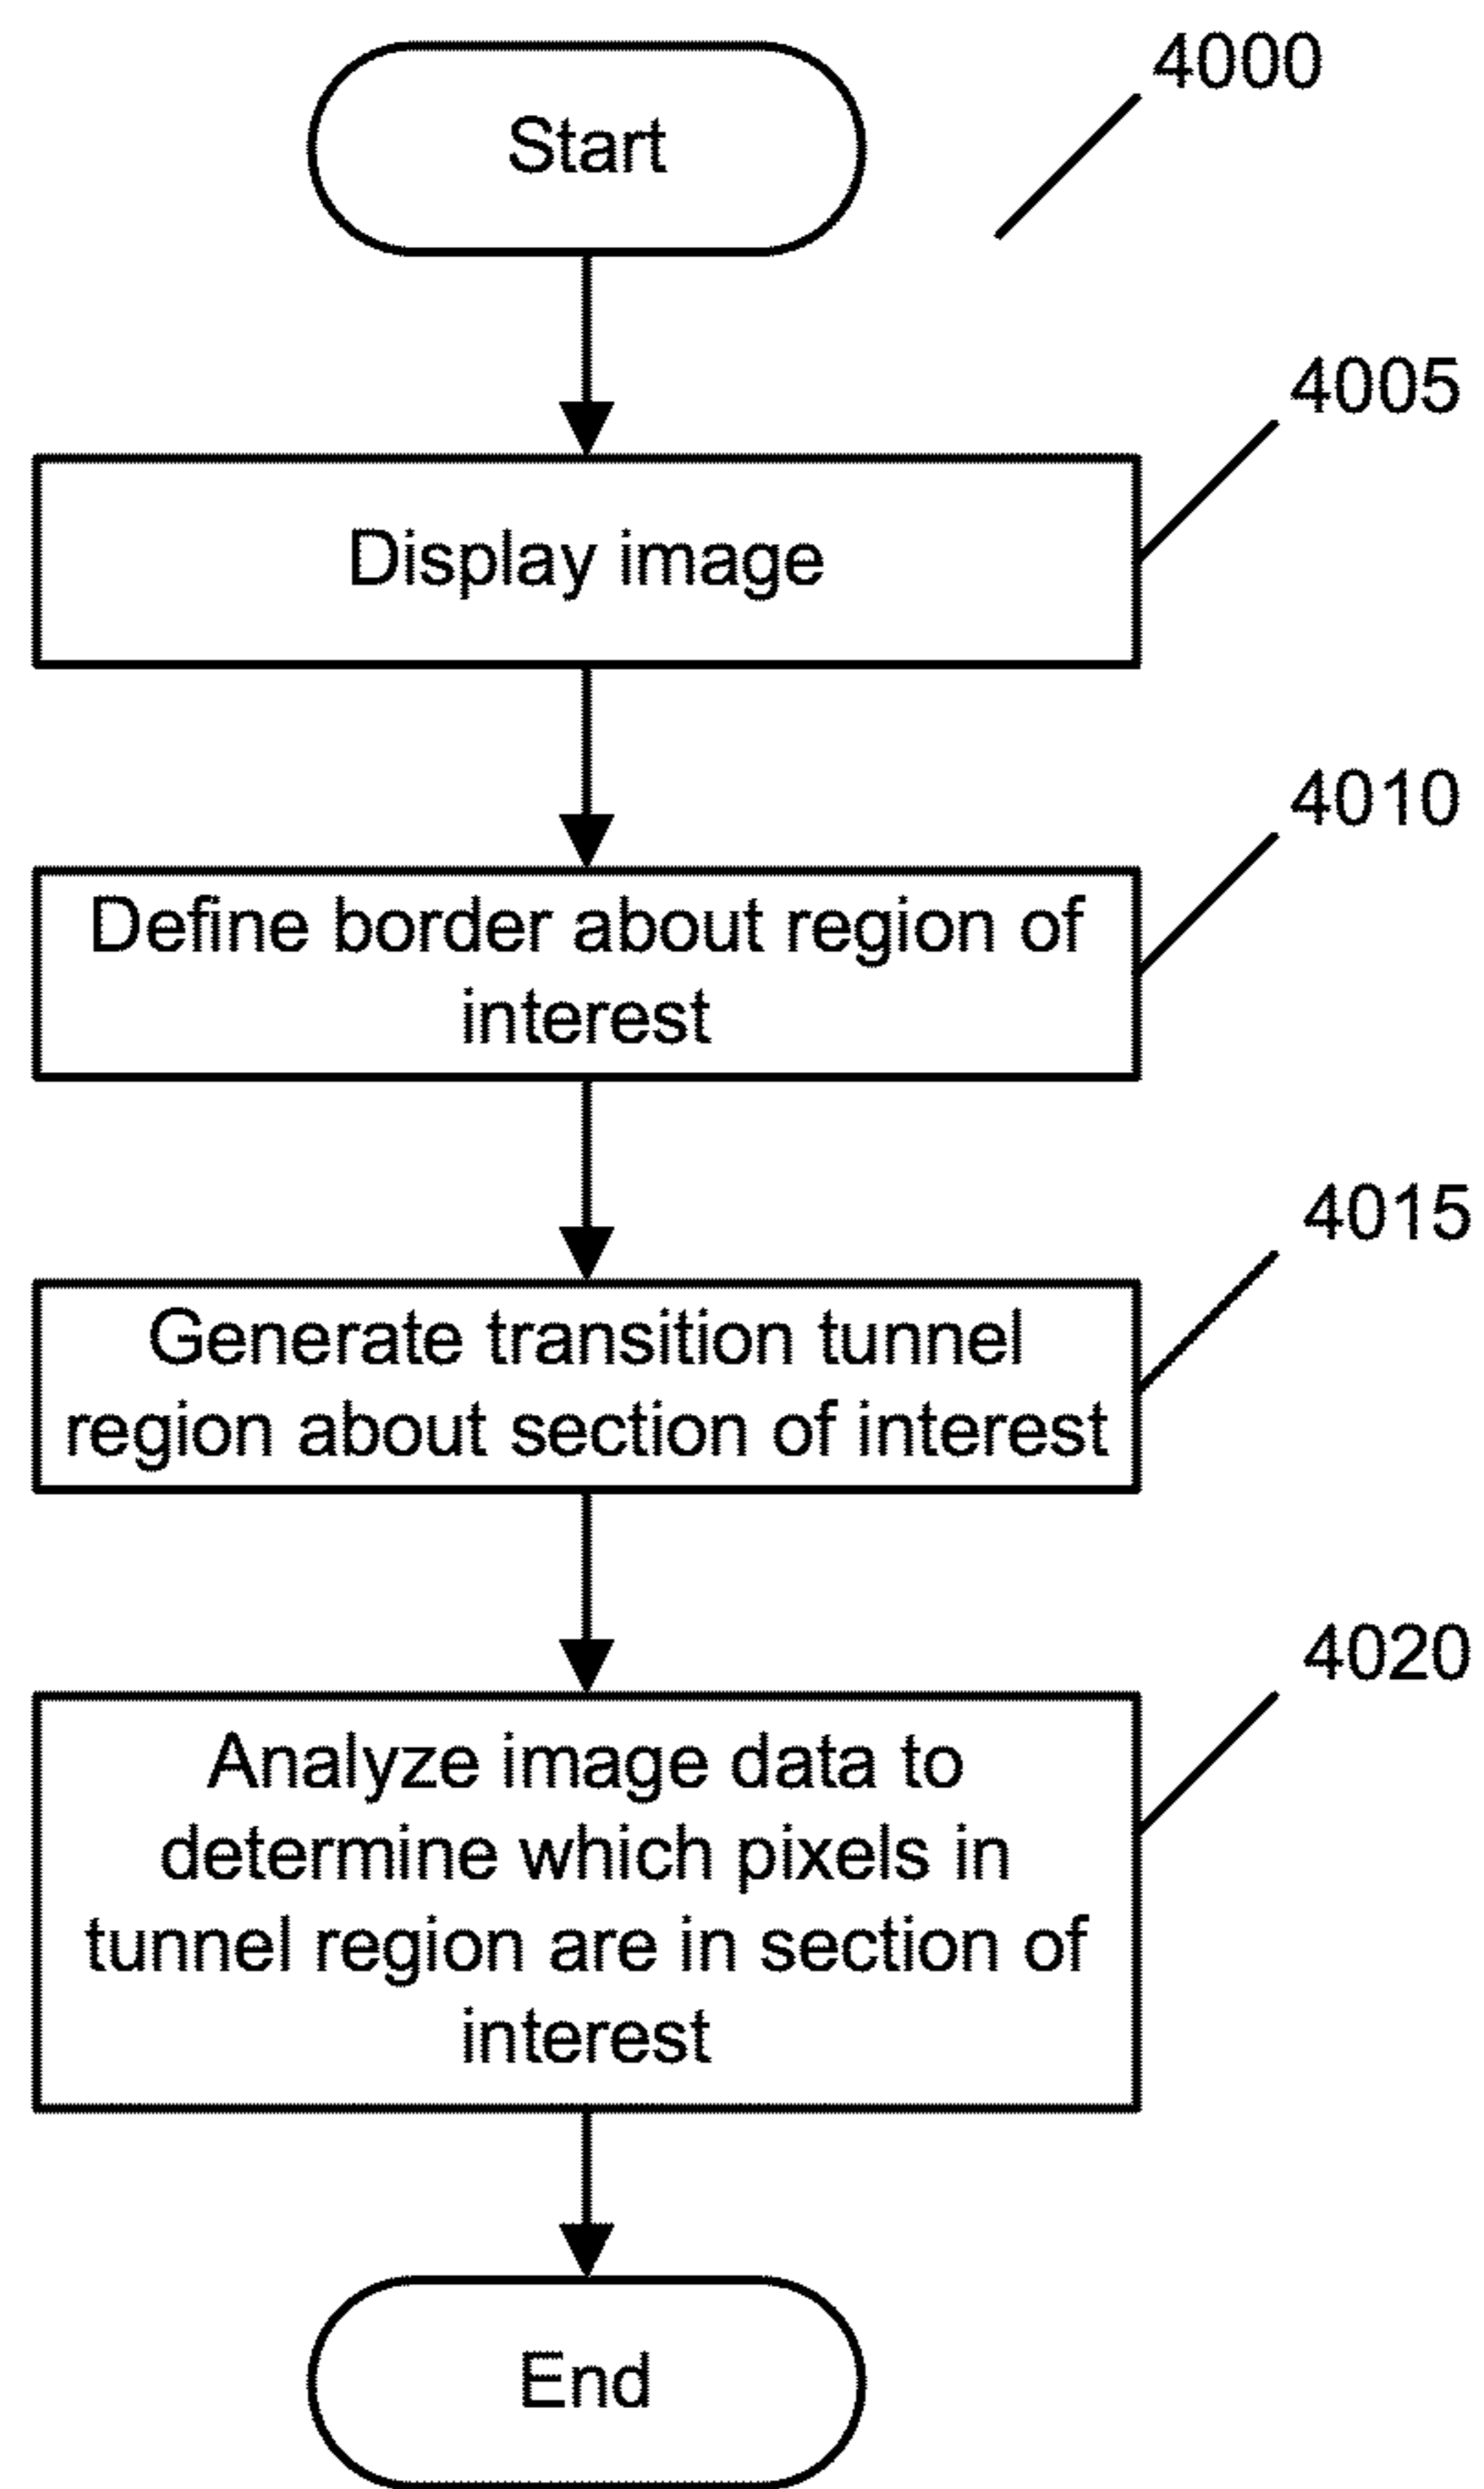 Start
4000
4005
Display image
4010
Define border about region of
interest
4015
Generate transition tunnel
region about section of interest
4020
Analyze image data to
determine which pixels in
tunnel region are in section of
interest
End